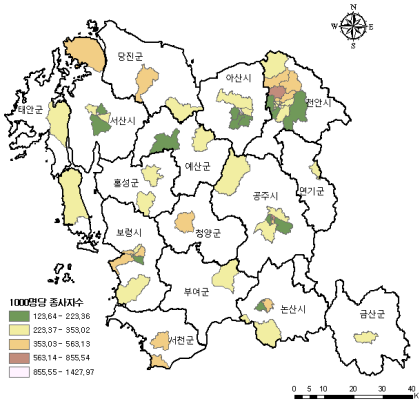 N
W E
S
당진군
아산시
천안시
태안군
서산시
예산군
홍성군
공주시
연기군
보령시
청양군
부여군
논산시
금산군
서천군
1000명당 종사자수
123,64 - 223,36
223,37 - 353,02
353,03 - 563,13
563,14 - 855,54
855,55 - 1427,97
0 5 10 20 30 40